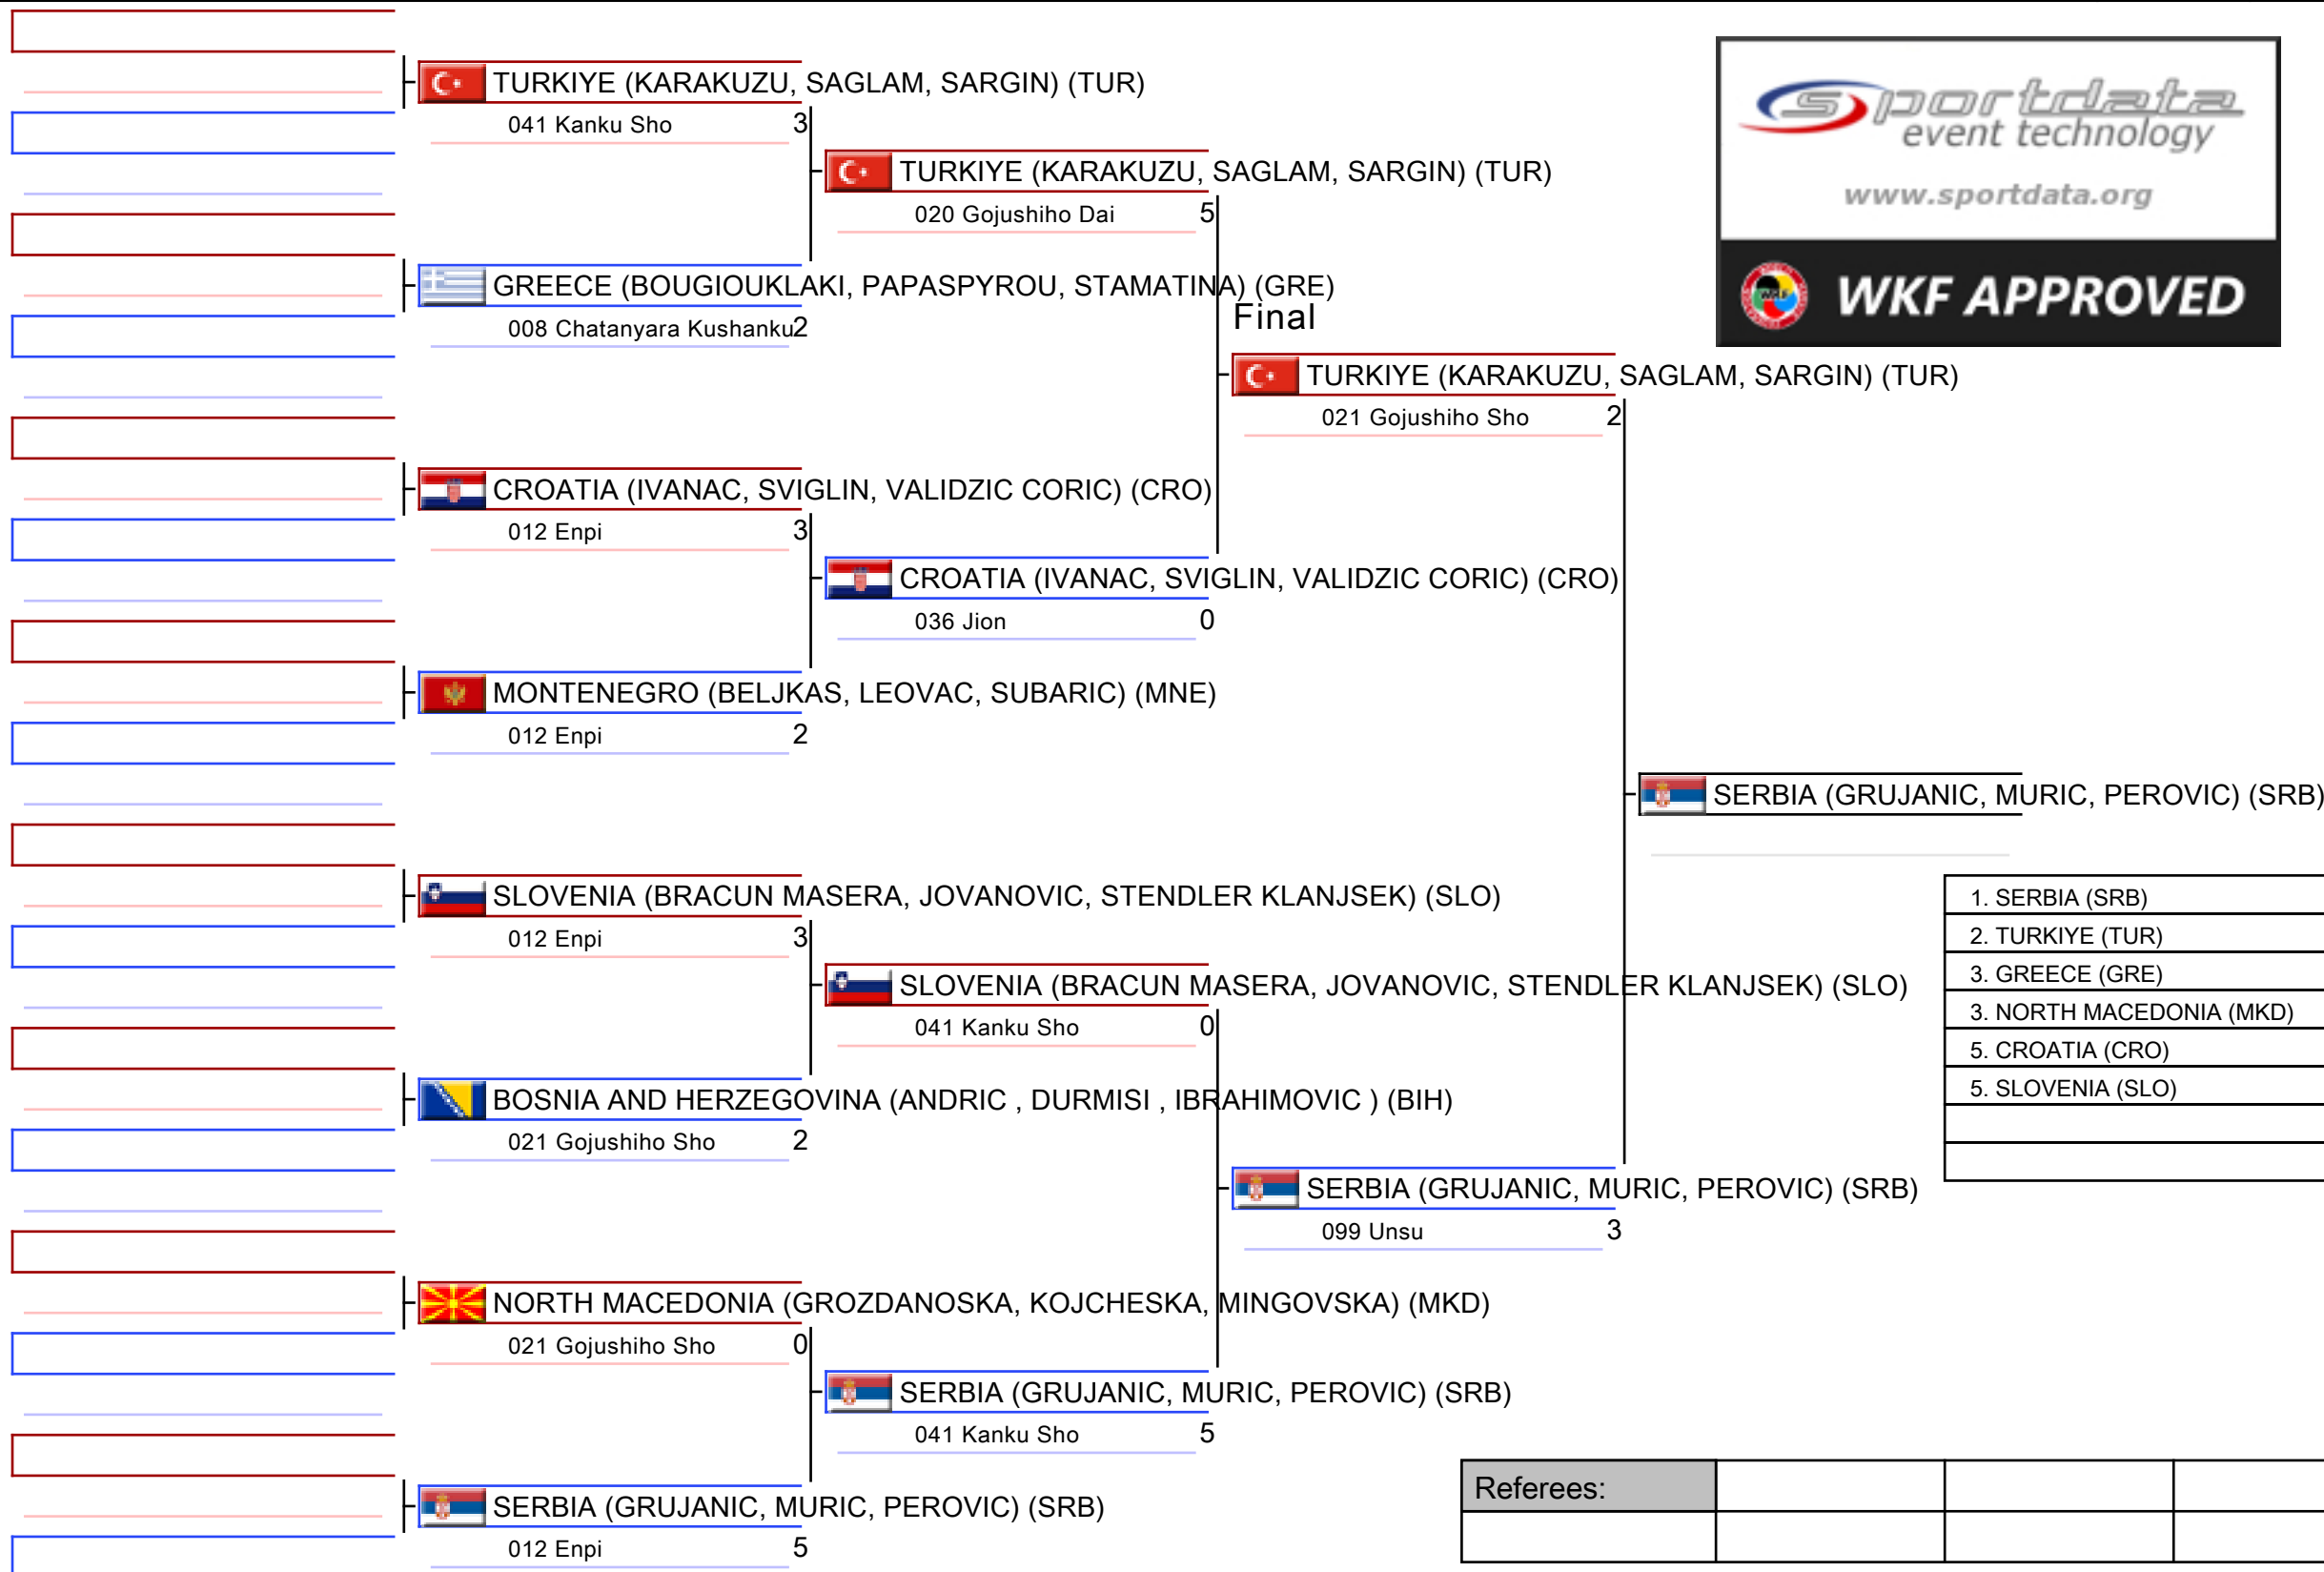 sportdata
event technology
www.sportdata.org
WKF APPROVED
TURKIYE (KARAKUZU, SAGLAM, SARGIN) (TUR)
041 Kanku Sho 3
TURKIYE (KARAKUZU, SAGLAM, SARGIN) (TUR)
020 Gojushiho Dai 5
GREECE (BOUGIOUKLAKI, PAPASPYROU, STAMATINA) (GRE)
008 Chatanyara Kushanku 2
Final
TURKIYE (KARAKUZU, SAGLAM, SARGIN) (TUR)
021 Gojushiho Sho 2
CROATIA (IVANAC, SVIGLIN, VALIDZIC CORIC) (CRO)
012 Enpi 3
CROATIA (IVANAC, SVIGLIN, VALIDZIC CORIC) (CRO)
036 Jion 0
MONTENEGRO (BELJKAS, LEOVAC, SUBARIC) (MNE)
012 Enpi 2
SERBIA (GRUJANIC, MURIC, PEROVIC) (SRB)
SLOVENIA (BRACUN MASERA, JOVANOVIC, STENDLER KLANJSEK) (SLO)
012 Enpi 3
SLOVENIA (BRACUN MASERA, JOVANOVIC, STENDLER KLANJSEK) (SLO)
041 Kanku Sho 0
BOSNIA AND HERZEGOVINA (ANDRIC , DURMISI , IBRAHIMOVIC ) (BIH)
021 Gojushiho Sho 2
SERBIA (GRUJANIC, MURIC, PEROVIC) (SRB)
099 Unsu 3
NORTH MACEDONIA (GROZDANOSKA, KOJCHESKA, MINGOVSKA) (MKD)
021 Gojushiho Sho 0
SERBIA (GRUJANIC, MURIC, PEROVIC) (SRB)
041 Kanku Sho 5
SERBIA (GRUJANIC, MURIC, PEROVIC) (SRB)
012 Enpi 5
1. SERBIA (SRB)
2. TURKIYE (TUR)
3. GREECE (GRE)
3. NORTH MACEDONIA (MKD)
5. CROATIA (CRO)
5. SLOVENIA (SLO)
Referees: